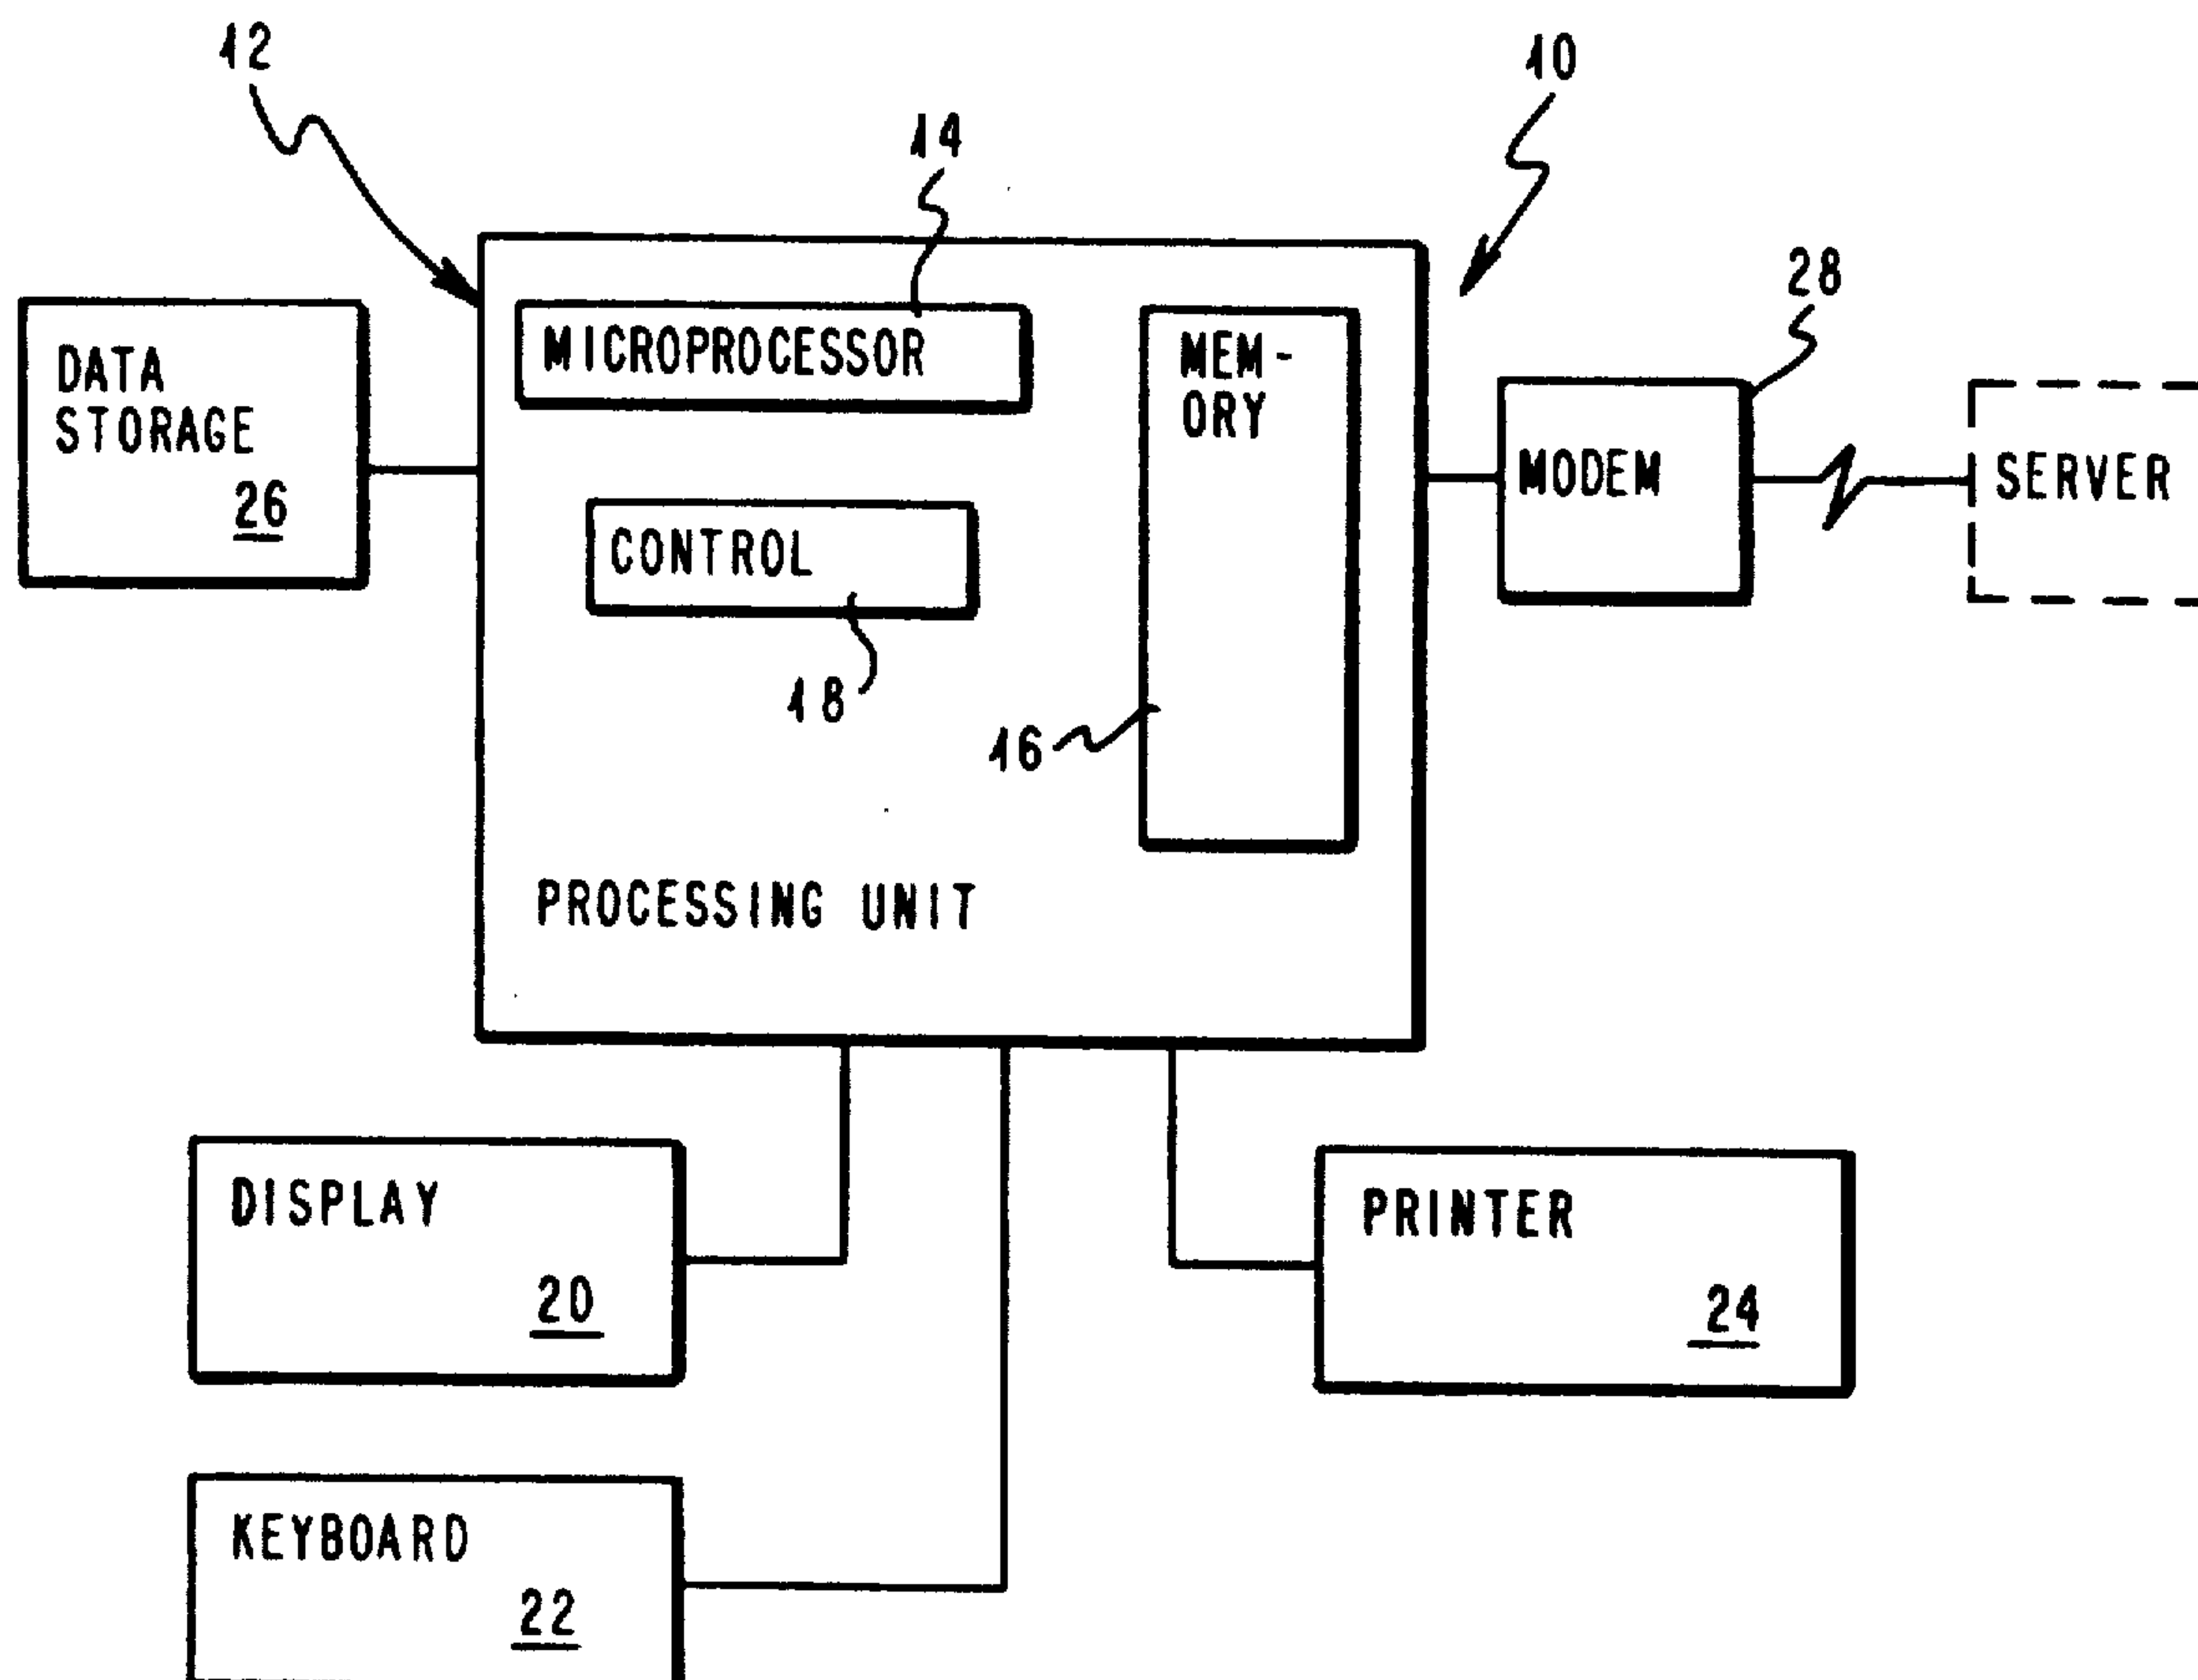 12
10
14
28
DATA
STORAGE
26
MICROPROCESSOR
MEM-
ORY
CONTROL
18
16
MODEM
SERVER
PROCESSING UNIT
DISPLAY
20
PRINTER
24
KEYBOARD
22